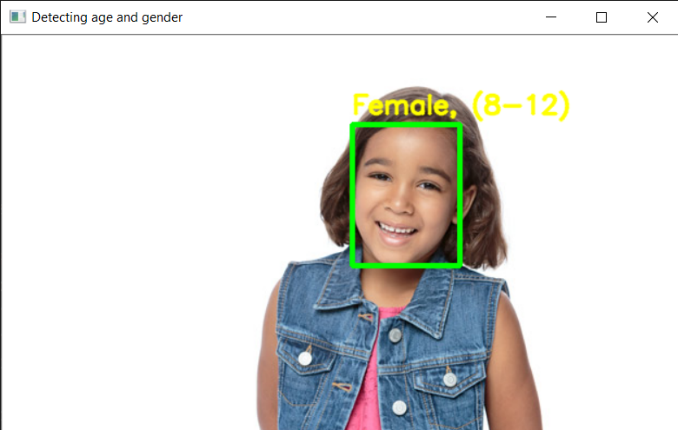 Detecting age and gender
Female, (8-12)